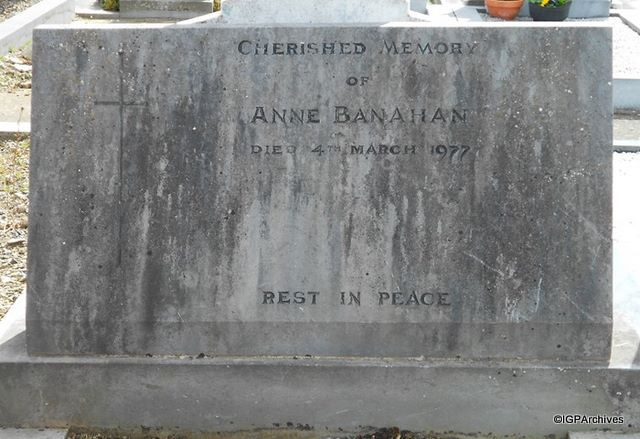 CHERISHED MEMORY
OF
ANNE BANAHAN
DIED 4TH MARCH 1977
REST IN PEACE
©IGPArchives